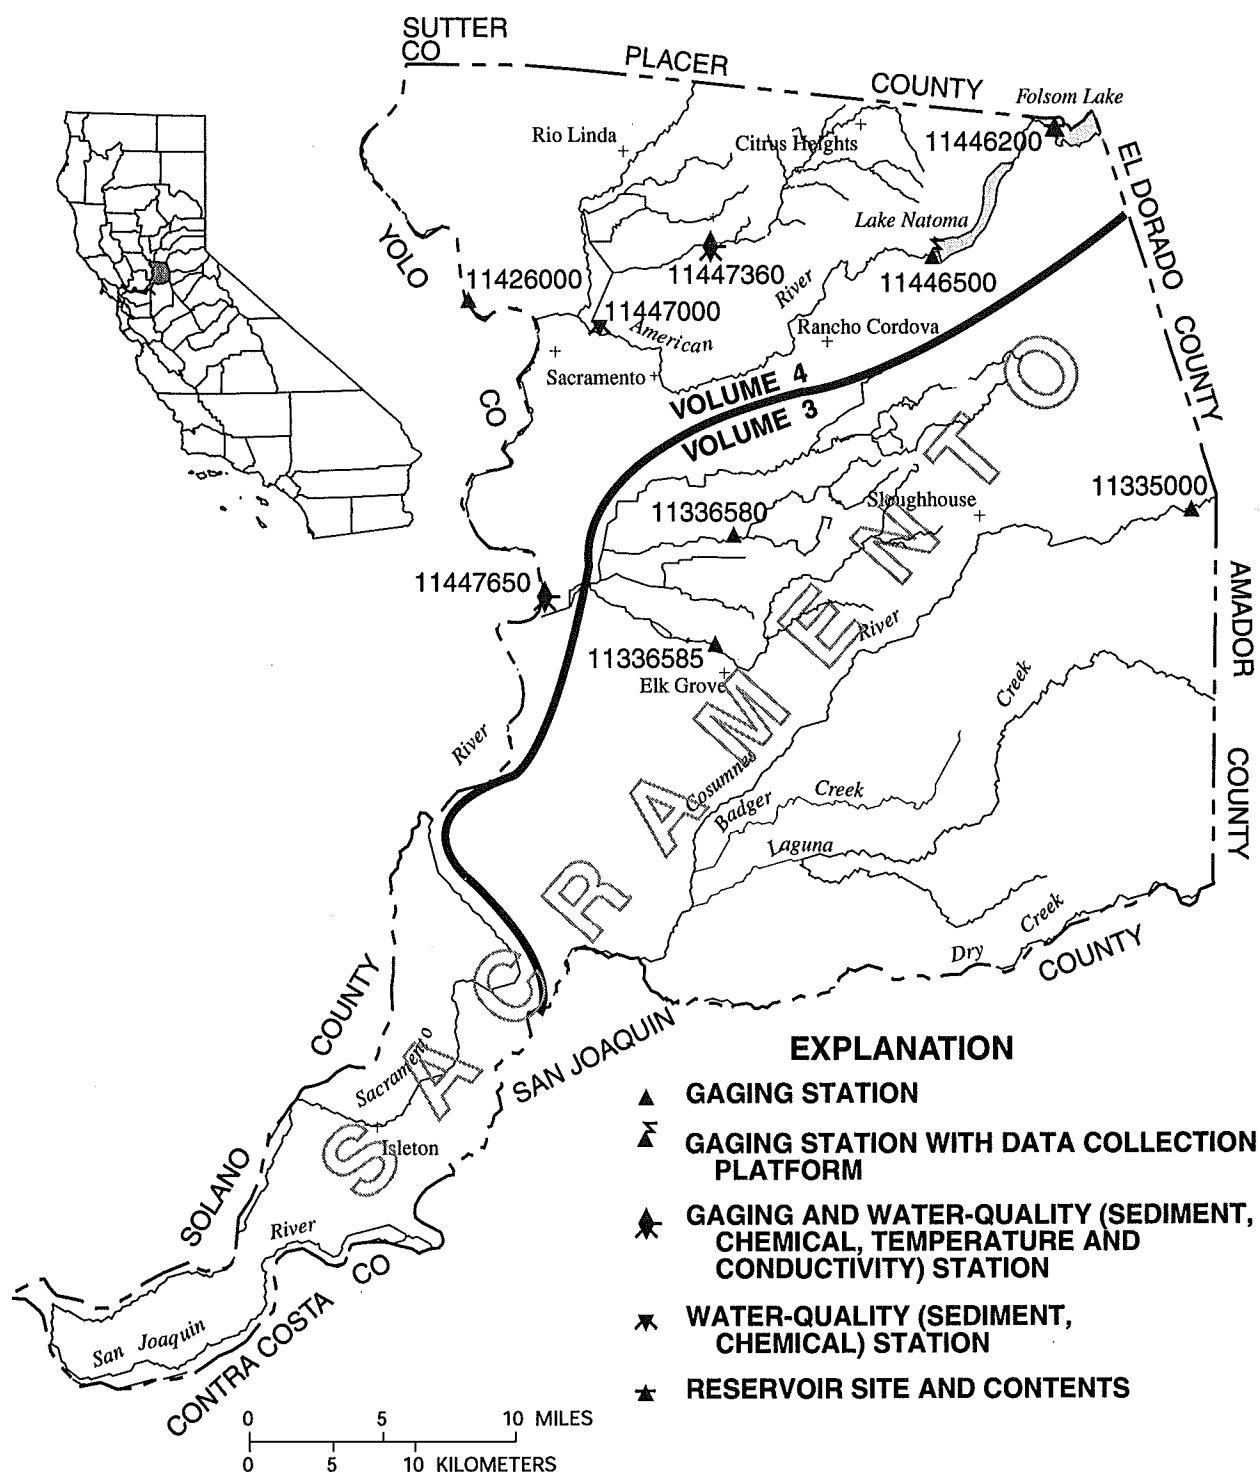 SUTTER
CO
PLACER
COUNTY
Folsom Lake
Rio Linda
Citrus Heights
11446200
EL DORADO COUNTY
Lake Natoma
YOLO
11426000
11447360
River
11446500
11447000
American
Rancho Cordova
Sacramento
CO
VOLUME 4
VOLUME 3
SACRAMENTO
11335000
Sloughhouse
11336580
11447650
AMADOR
River
11336585
Elk Grove
Creek
River
Cosumnes
Badger
Creek
COUNTY
Laguna
Creek
Dry
COUNTY
COUNTY
SAN JOAQUIN
Sacramento
Isleton
SOLANO
River
CO
San Joaquin
CONTRA COSTA
EXPLANATION
GAGING STATION
GAGING STATION WITH DATA COLLECTION
PLATFORM
GAGING AND WATER-QUALITY (SEDIMENT,
CHEMICAL, TEMPERATURE AND
CONDUCTIVITY) STATION
WATER-QUALITY (SEDIMENT,
CHEMICAL) STATION
RESERVOIR SITE AND CONTENTS
0 5 10 MILES
0 5 10 KILOMETERS